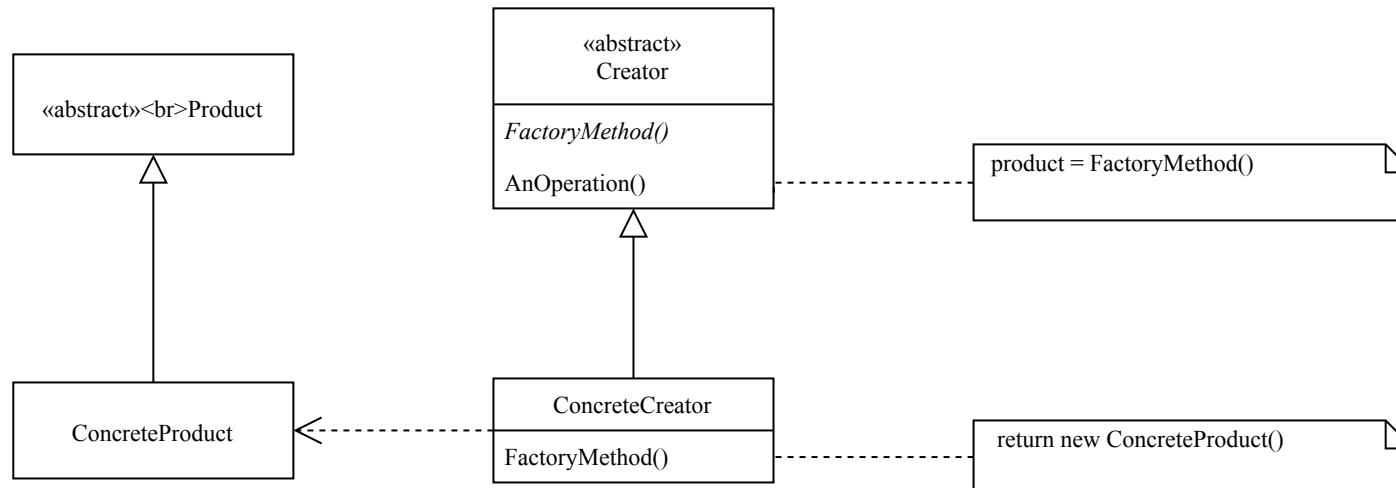 «abstract»
Creator
«abstract»<br>Product
FactoryMethod()
AnOperation()
product = FactoryMethod()
ConcreteProduct
ConcreteCreator
FactoryMethod()
return new ConcreteProduct()